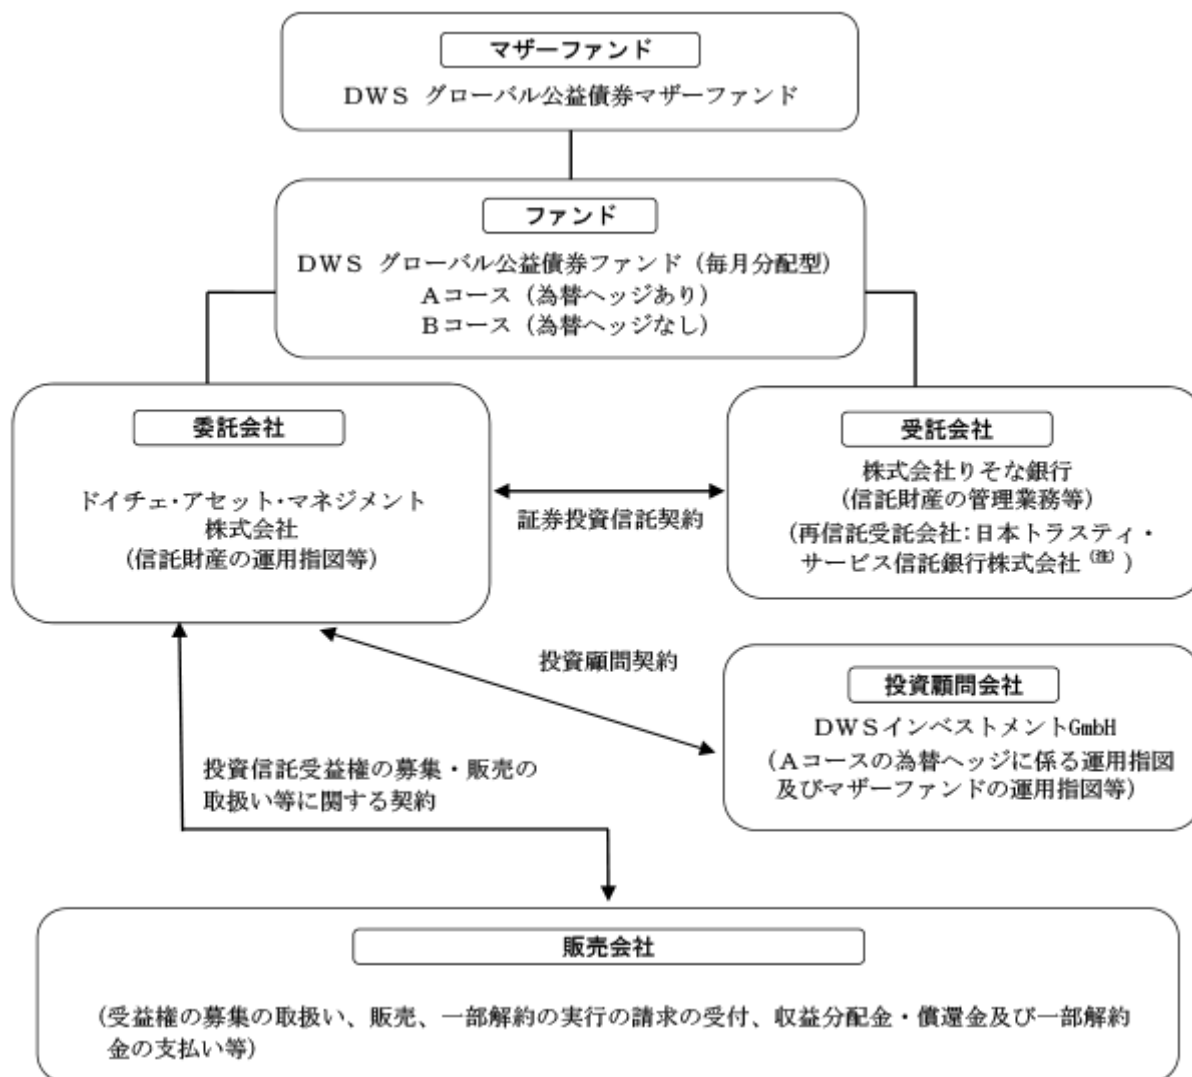 マザーファンド
DWS グローバル公益債券マザーファンド
ファンド
DWS グローバル公益債券ファンド（毎月分配型）
Aコース（為替ヘッジあり）
Bコース（為替ヘッジなし）
委託会社
ドイチェ・アセット・マネジメント
株式会社
（信託財産の運用指図等）
証券投資信託契約
受託会社
株式会社りそな銀行
（信託財産の管理業務等）
（再信託受託会社：日本トラスティ・
サービス信託銀行株式会社（注））
投資顧問契約
投資顧問会社
DWSインベストメントGmbH
（Aコースの為替ヘッジに係る運用指図
及びマザーファンドの運用指図等）
投資信託受益権の募集・販売の
取扱い等に関する契約
販売会社
（受益権の募集の取扱い、販売、一部解約の実行の請求の受付、収益分配金・償還金及び一部解約
金の支払い等）